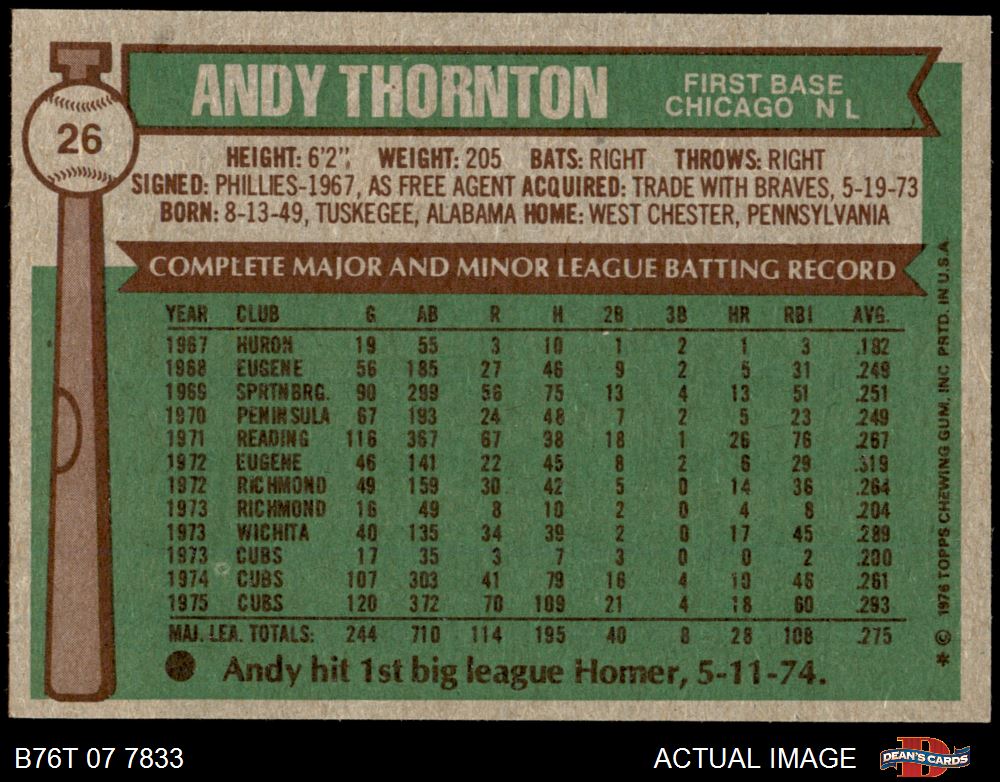 26
ANDY THORNTON
FIRST BASE
CHICAGO N L
HEIGHT: 6'2" WEIGHT: 205 BATS: RIGHT THROWS: RIGHT
SIGNED: PHILLIES-1967, AS FREE AGENT ACQUIRED: TRADE WITH BRAVES, 5-19-73
BORN: 8-13-49, TUSKEGEE, ALABAMA HOME: WEST CHESTER, PENNSYLVANIA
COMPLETE MAJOR AND MINOR LEAGUE BATTING RECORD
YEAR CLUB G AB R H 2B 3B HR RBI AVG.
1967 HURON 19 55 3 10 1 2 1 3 .182
1968 EUGENE 56 185 27 46 9 2 5 31 .249
1969 SPRTNBRG. 90 299 56 75 13 4 13 51 .251
1970 PENINSULA 67 193 24 48 7 2 5 23 .249
1971 READING 116 367 67 98 18 1 26 76 .267
1972 EUGENE 46 141 22 45 8 2 6 29 .319
1972 RICHMOND 49 159 30 42 5 0 14 36 .264
1973 RICHMOND 16 49 8 10 2 0 4 8 .204
1973 WICHITA 40 135 34 39 2 0 17 45 .289
1973 CUBS 17 35 3 7 3 0 0 2 .200
1974 CUBS 107 303 41 79 16 4 10 46 .261
1975 CUBS 120 372 70 109 21 4 18 60 .293
MAJ. LEA. TOTALS: 244 710 114 195 40 8 28 108 .275
Andy hit 1st big league Homer, 5-11-74.
* © 1976 TOPPS CHEWING GUM, INC PRTD. IN U.S.A.
B76T 07 7833
ACTUAL IMAGE
DEAN'S CARDS